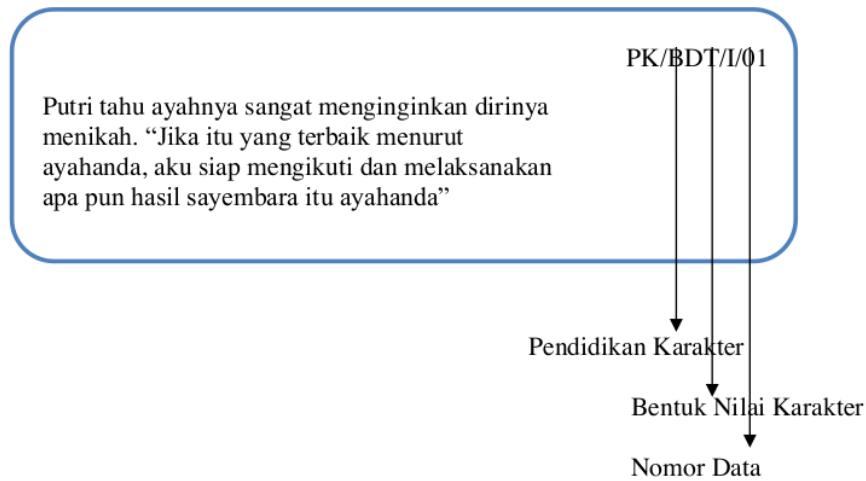 PK/BDT/I/01
Putri tahu ayahnya sangat menginginkan dirinya
menikah. “Jika itu yang terbaik menurut
ayahanda, aku siap mengikuti dan melaksanakan
apa pun hasil sayembara itu ayahanda”
Pendidikan Karakter
Bentuk Nilai Karakter
Nomor Data